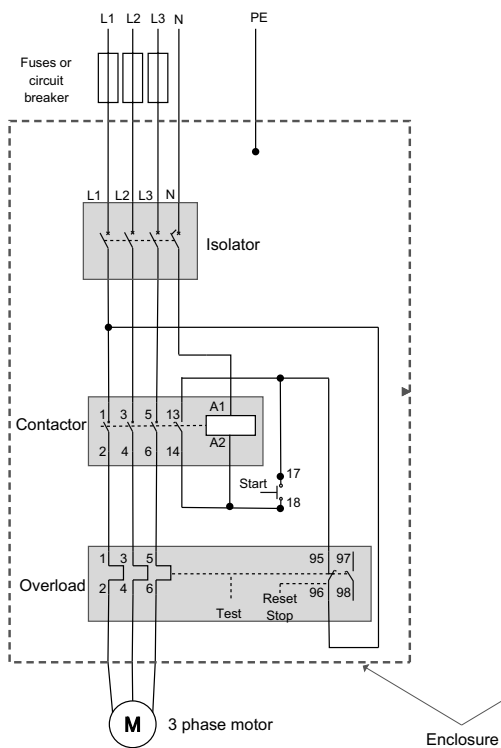 L1 L2 L3 N PE
Fuses or
circuit
breaker
L1 L2 L3 N
Isolator
1 3 5 13 A1
Contactor
2 4 6 14 A2
17
Start
18
1 3 5 95 97
Overload
2 4 6 Reset 96 98
Test Stop
M 3 phase motor
Enclosure